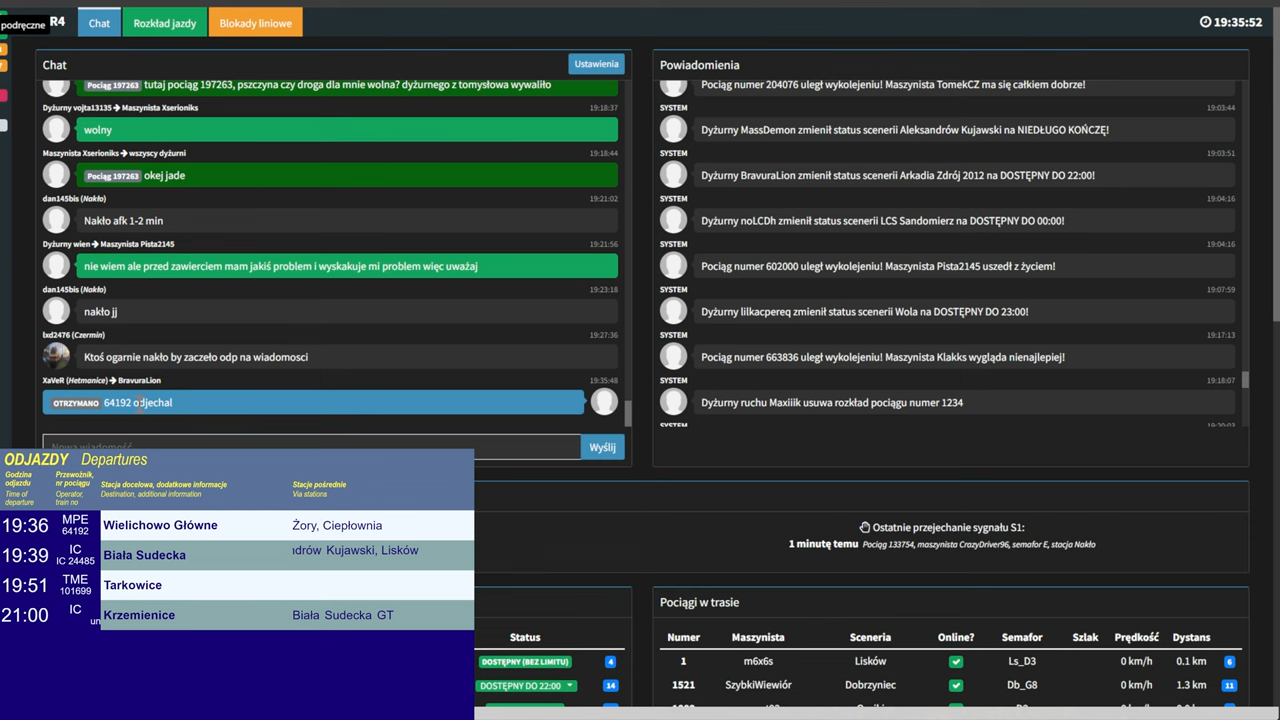 podręczne
R4
Chat
Rozkład jazdy
Blokady liniowe
19:35:52
Chat
Ustawienia
Pociąg 197263 tutaj pociąg 197263, pszczyna czy droga dla mnie wolna? dyżurnego z tomysłowa wywaliło
Dyżurny vojta13135 → Maszynista Xserioniks 19:18:37
wolny
Maszynista Xserioniks → wszyscy dyżurni 19:18:44
Pociąg 197263 okej jade
dan145bis (Nakło) 19:21:02
Nakło afk 1-2 min
Dyżurny wien → Maszynista Pista2145 19:21:56
nie wiem ale przed zawierciem mam jakiś problem i wyskakuje mi problem więc uważaj
dan145bis (Nakło) 19:23:18
nakło jj
lxd2476 (Czermin) 19:27:36
Ktoś ogarnie nakło by zaczeło odp na wiadomosci
XaVeR (Hetmanice) → BravuraLion 19:35:48
OTRZYMANO 64192 odjechal
Nowa wiadomość
Wyślij
Powiadomienia
Pociąg numer 204076 uległ wykolejeniu! Maszynista TomekCZ ma się całkiem dobrze!
SYSTEM 19:03:44
Dyżurny MassDemon zmienił status scenerii Aleksandrów Kujawski na NIEDŁUGO KOŃCZĘ!
SYSTEM 19:03:51
Dyżurny BravuraLion zmienił status scenerii Arkadia Zdrój 2012 na DOSTĘPNY DO 22:00!
SYSTEM 19:04:16
Dyżurny noLCDh zmienił status scenerii LCS Sandomierz na DOSTĘPNY DO 00:00!
SYSTEM 19:04:16
Pociąg numer 602000 uległ wykolejeniu! Maszynista Pista2145 uszedł z życiem!
SYSTEM 19:07:59
Dyżurny lilkacpereq zmienił status scenerii Wola na DOSTĘPNY DO 23:00!
SYSTEM 19:17:13
Pociąg numer 663836 uległ wykolejeniu! Maszynista Klakks wygląda nienajlepiej!
SYSTEM 19:18:07
Dyżurny ruchu Maxiiik usuwa rozkład pociągu numer 1234
SYSTEM 19:20:03
ODJAZDY Departures
Godzina odjazdu
Time of departure
Przewoźnik, nr pociągu
Operator, train no
Stacja docelowa, dodatkowe informacje
Destination, additional information
Stacje pośrednie
Via stations
19:36 MPE 64192 Wielichowo Główne Żory, Ciepłownia
19:39 IC IC 24485 Biała Sudecka drów Kujawski, Lisków
19:51 TME 101699 Tarkowice
21:00 IC un Krzemienice Biała Sudecka GT
Ostatnie przejechanie sygnału S1:
1 minutę temu Pociąg 133754, maszynista CrazyDriver96, semafor E, stacja Nakło
Status
DOSTĘPNY (BEZ LIMITU) 4
DOSTĘPNY DO 22:00 14
Pociągi w trasie
Numer Maszynista Sceneria Online? Semafor Szlak Prędkość Dystans
1 m6x6s Lisków Ls_D3 0 km/h 0.1 km 6
1521 SzybkiWiewiór Dobrzyniec Db_G8 0 km/h 1.3 km 11